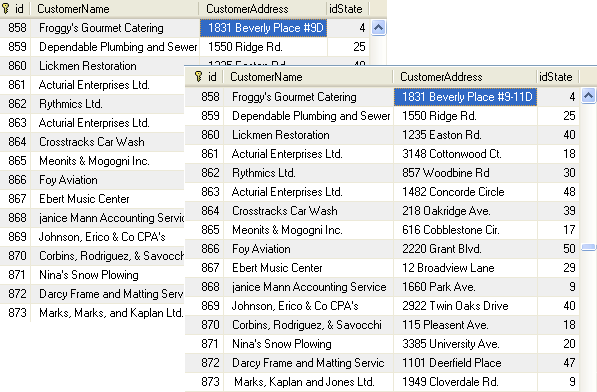 id CustomerName CustomerAddress idState
858 Froggy's Gourmet Catering 1831 Beverly Place #9D 4
859 Dependable Plumbing and Sewer 1550 Ridge Rd. 25
860 Lickmen Restoration 1235 Easton Rd. 40
861 Acturial Enterprises Ltd.
862 Rythmics Ltd.
863 Acturial Enterprises Ltd.
864 Crosstracks Car Wash
865 Meonits & Mogogni Inc.
866 Foy Aviation
867 Ebert Music Center
868 janice Mann Accounting Servic
869 Johnson, Erico & Co CPA's
870 Corbins, Rodriguez, & Savocch
871 Nina's Snow Plowing
872 Darcy Frame and Matting Serv
873 Marks, Marks, and Kaplan Ltd.
id CustomerName CustomerAddress idState
858 Froggy's Gourmet Catering 1831 Beverly Place #9-11D 4
859 Dependable Plumbing and Sewer 1550 Ridge Rd. 25
860 Lickmen Restoration 1235 Easton Rd. 40
861 Acturial Enterprises Ltd. 3148 Cottonwood Ct. 18
862 Rythmics Ltd. 857 Woodbine Rd 30
863 Acturial Enterprises Ltd. 1482 Concorde Circle 48
864 Crosstracks Car Wash 218 Oakridge Ave. 39
865 Meonits & Mogogni Inc. 616 Cobblestone Cir. 17
866 Foy Aviation 2220 Grant Blvd. 50
867 Ebert Music Center 12 Broadview Lane 29
868 janice Mann Accounting Service 1660 Park Ave. 9
869 Johnson, Erico & Co CPA's 2922 Twin Oaks Drive 40
870 Corbins, Rodriguez, & Savocchi 115 Pleasent Ave. 18
871 Nina's Snow Plowing 3385 University Ave. 20
872 Darcy Frame and Matting Servic 1101 Deerfield Place 47
873 Marks, Kaplan and Jones Ltd. 1949 Cloverdale Rd. 9